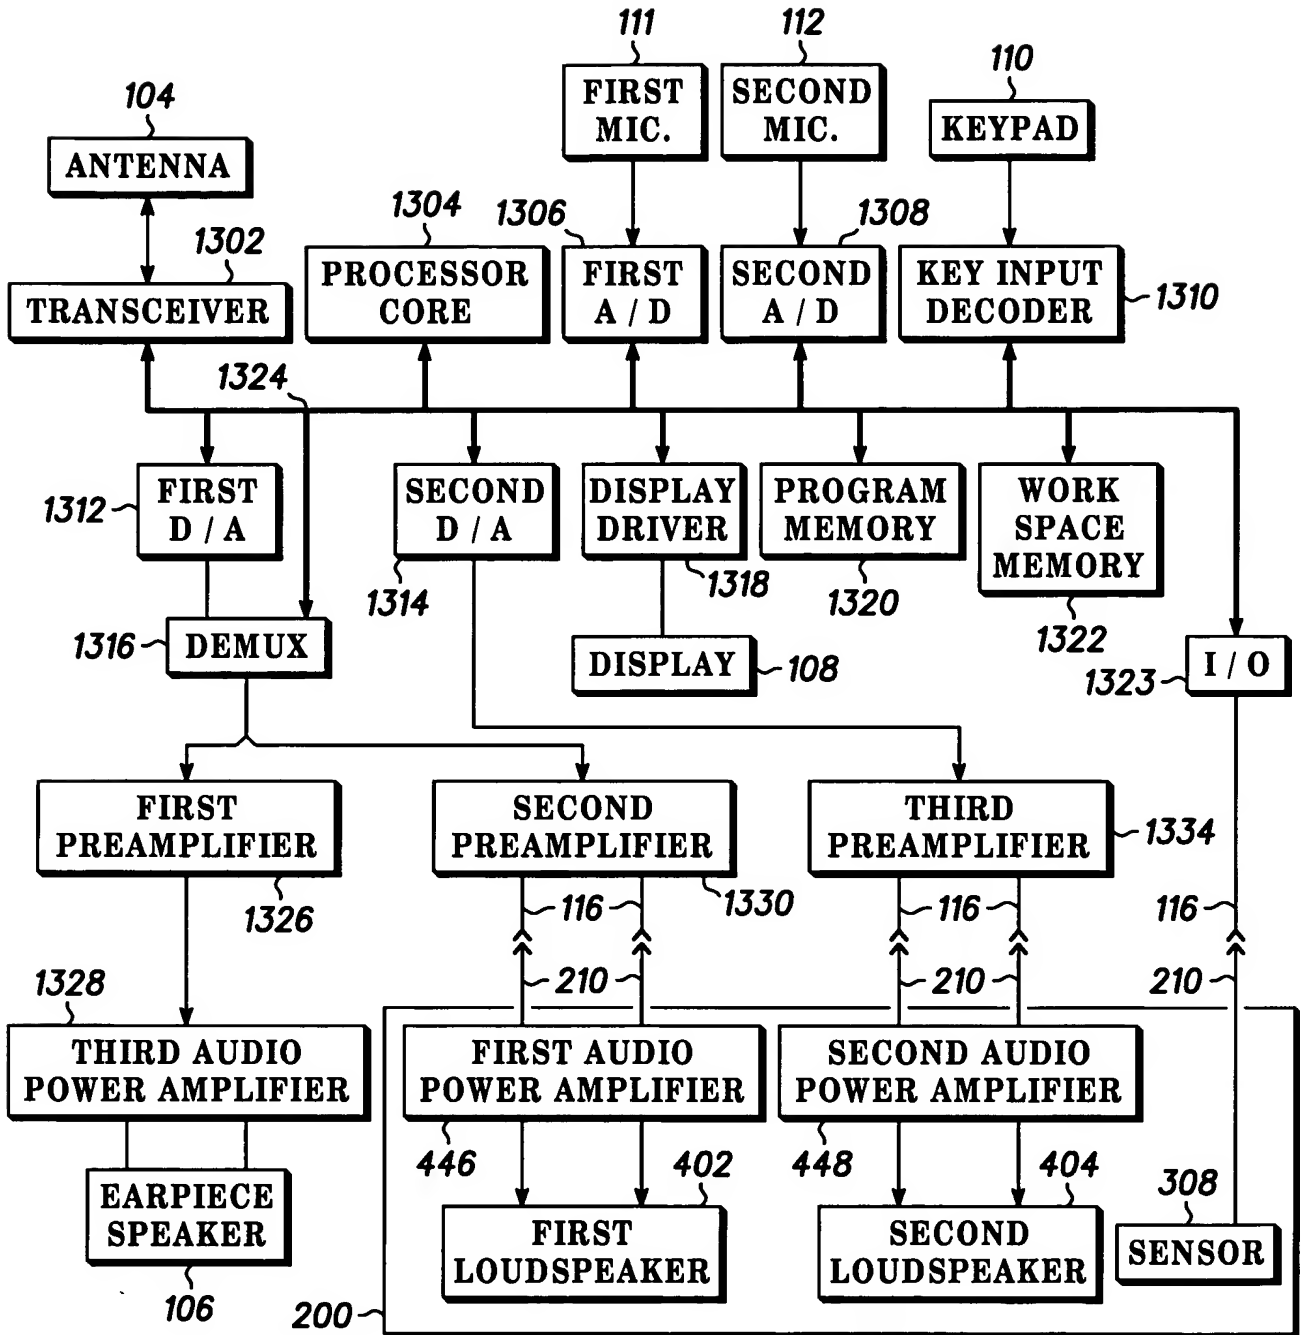 111
112
110
FIRST
MIC.
SECOND
MIC.
KEYPAD
104
ANTENNA
1302
1304
1306
1308
TRANSCEIVER
PROCESSOR
CORE
FIRST
A / D
SECOND
A / D
KEY INPUT
DECODER
1310
1324
1312
FIRST
D / A
SECOND
D / A
1314
DISPLAY
DRIVER
1318
PROGRAM
MEMORY
1320
WORK
SPACE
MEMORY
1322
1316
DEMUX
DISPLAY
108
I / O
1323
FIRST
PREAMPLIFIER
1326
SECOND
PREAMPLIFIER
1330
THIRD
PREAMPLIFIER
1334
116
116
116
210
210
210
1328
THIRD AUDIO
POWER AMPLIFIER
FIRST AUDIO
POWER AMPLIFIER
SECOND AUDIO
POWER AMPLIFIER
446
402
448
404
308
EARPIECE
SPEAKER
106
FIRST
LOUDSPEAKER
SECOND
LOUDSPEAKER
SENSOR
200